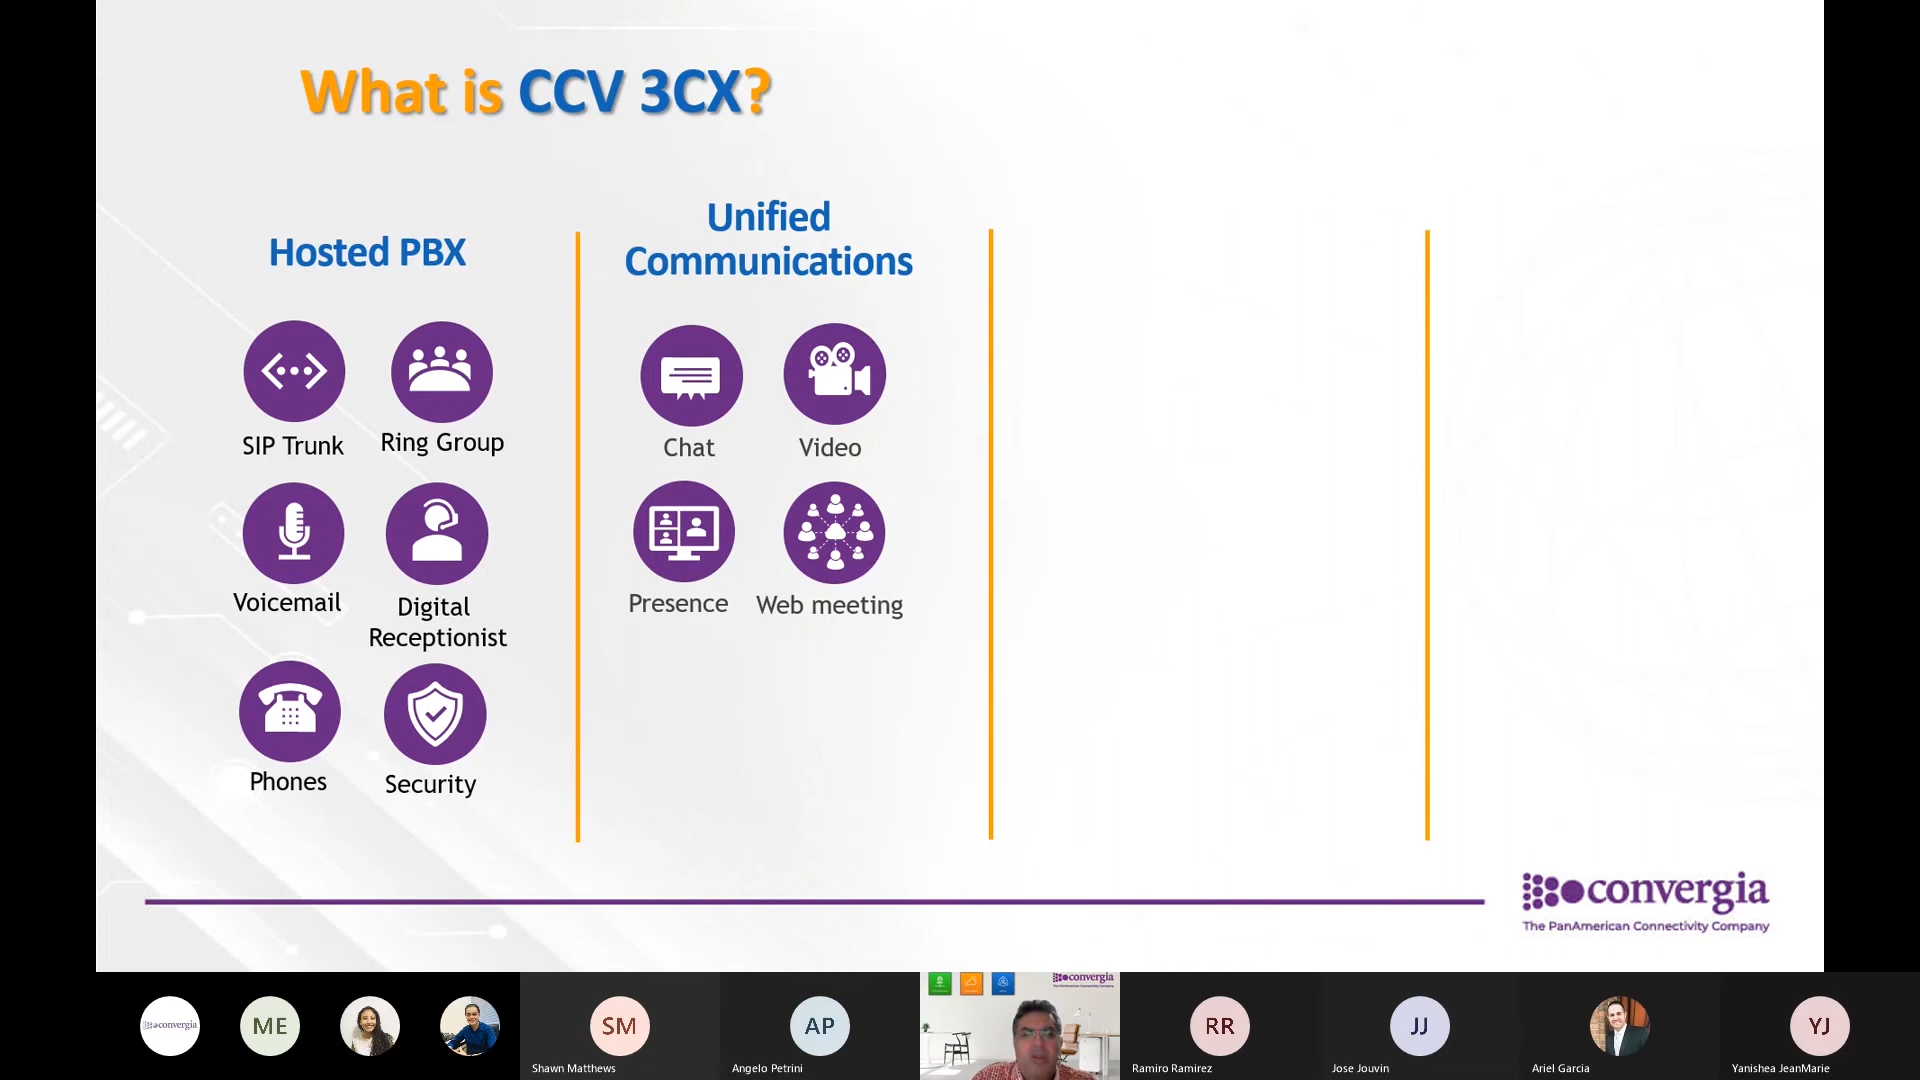 What is CCV 3CX?
Hosted PBX
SIP Trunk
Ring Group
Voicemail
Digital
Receptionist
Phones
Security
Unified
Communications
Chat
Video
Presence
Web meeting
convergia
The PanAmerican Connectivity Company
convergia
ME
SM
Shawn Matthews
AP
Angelo Petrini
convergia
RR
Ramiro Ramirez
JJ
Jose Jouvin
Ariel Garcia
YJ
Yanishea JeanMarie